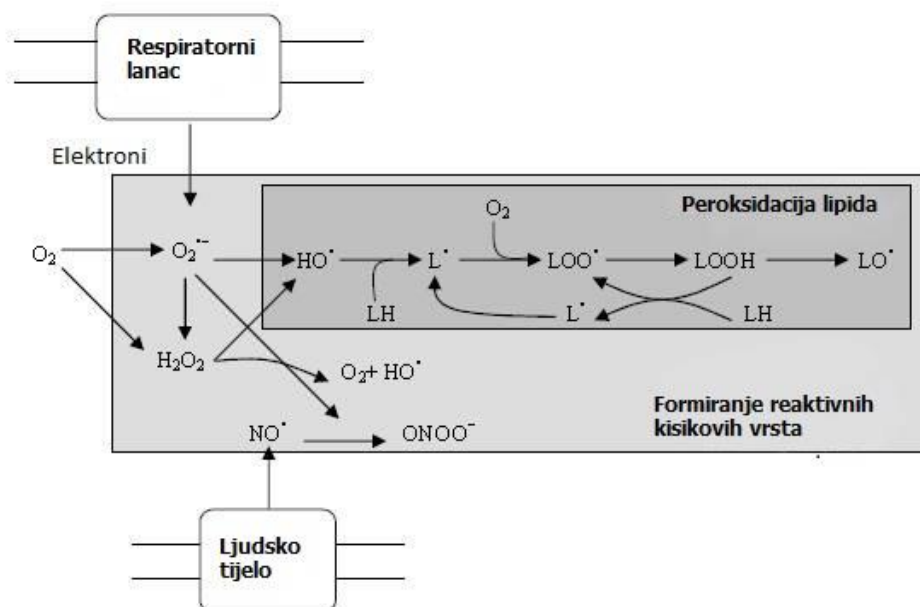 Respiratorni
lanac
Elektroni
Peroksidacija lipida
O₂
O₂ O₂•⁻ HO• L• LOO• LOOH LO•
LH L• LH
H₂O₂
O₂+ HO•
Formiranje reaktivnih
kisikovih vrsta
NO• ONOO⁻
Ljudsko
tijelo